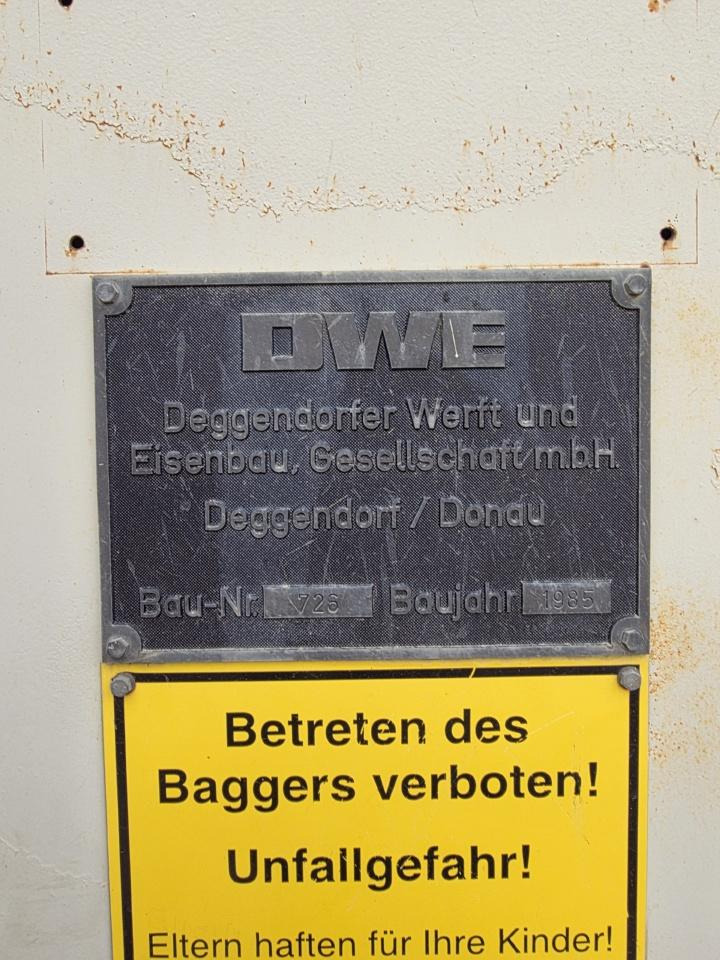 DWE
Deggendorfer Werft und
Eisenbau, Gesellschaft m.b.H.
Deggendorf / Donau
Bau-Nr. 726 Baujahr 1985
Betreten des
Baggers verboten!
Unfallgefahr!
Eltern haften für Ihre Kinder!